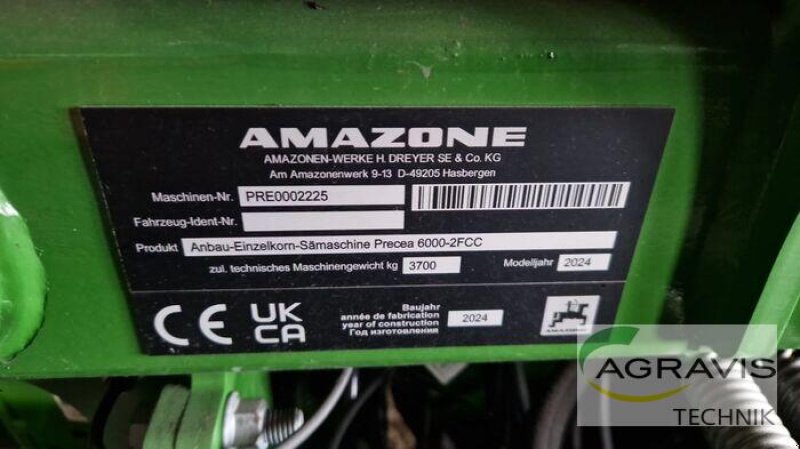 AMAZONE
AMAZONEN-WERKE H. DREYER SE & Co. KG
Am Amazonenwerk 9-13 D-49205 Hasbergen
Maschinen-Nr. PRE0002225
Fahrzeug-Ident-Nr.
Produkt Anbau-Einzelkorn-Sämaschine Precea 6000-2FCC
zul. technisches Maschinengewicht kg 3700 Modelljahr 2024
CE UK CA
Baujahr
année de fabrication
year of construction 2024
Год изготовления
AMAZONE
AGRAVIS
TECHNIK